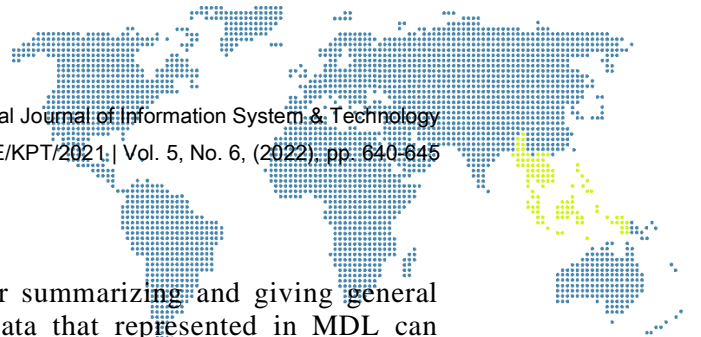 al Journal of Information System & Technology
E/KPT/2021 | Vol. 5, No. 6, (2022), pp. 640-645
r summarizing and giving general
ata that represented in MDL can